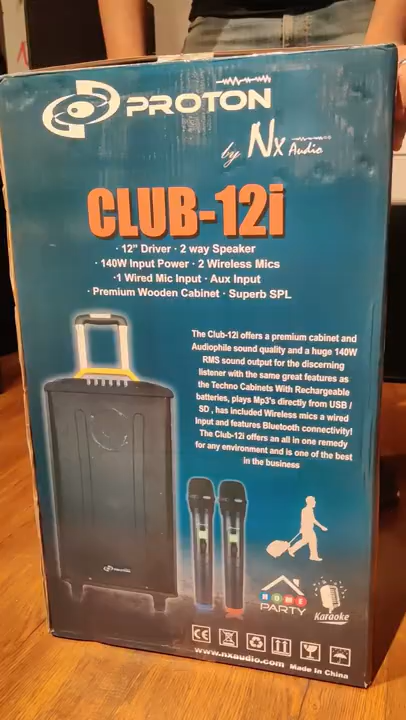 PROTON
by Nx Audio
CLUB-12i
· 12" Driver · 2 way Speaker
· 140W Input Power · 2 Wireless Mics
·1 Wired Mic Input · Aux Input
· Premium Wooden Cabinet · Superb SPL
The Club-12i offers a premium cabinet and
Audiophile sound quality and a huge 140W
RMS sound output for the discerning
listener with the same great features as
the Techno Cabinets With Rechargeable
batteries, plays Mp3's directly from USB /
SD , has included Wireless mics a wired
Input and features Bluetooth connectivity!
The Club-12i offers an all in one remedy
for any environment and is one of the best
in the business
PROTON
HOME
PARTY
Karaoke
CE
www.nxaudio.com Made in China